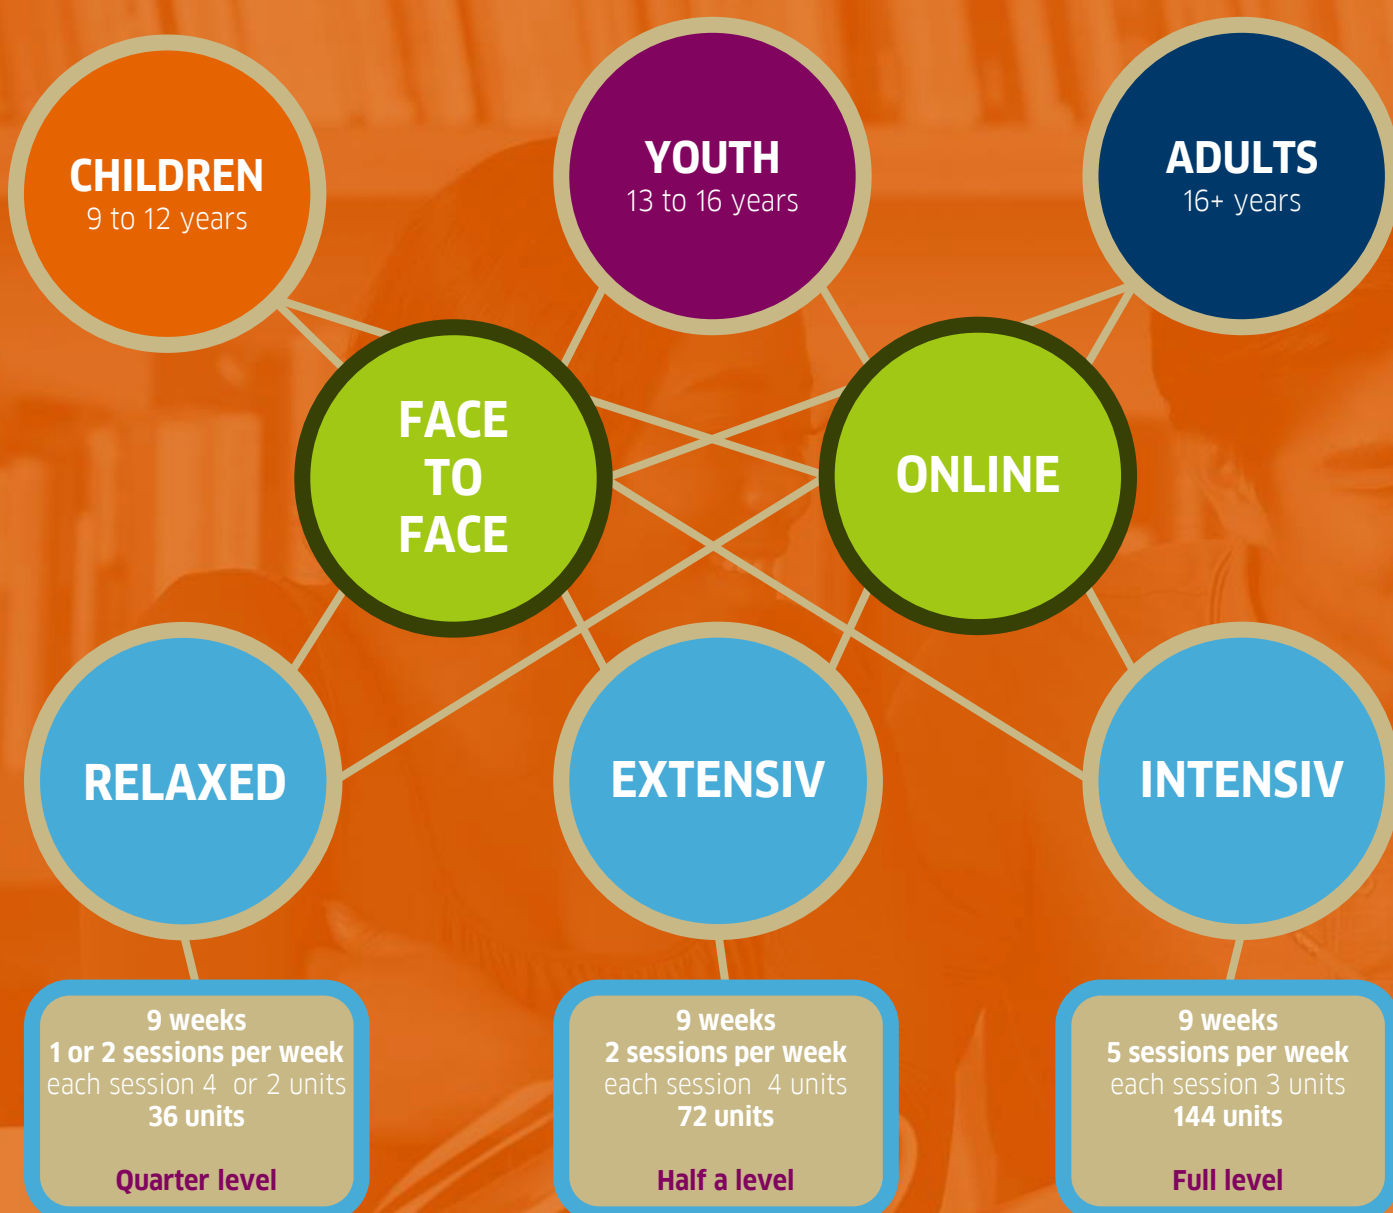 CHILDREN
9 to 12 years
YOUTH
13 to 16 years
ADULTS
16+ years
FACE
TO
FACE
ONLINE
RELAXED
EXTENSIV
INTENSIV
9 weeks
1 or 2 sessions per week
each session 4 or 2 units
36 units
Quarter level
9 weeks
2 sessions per week
each session 4 units
72 units
Half a level
9 weeks
5 sessions per week
each session 3 units
144 units
Full level